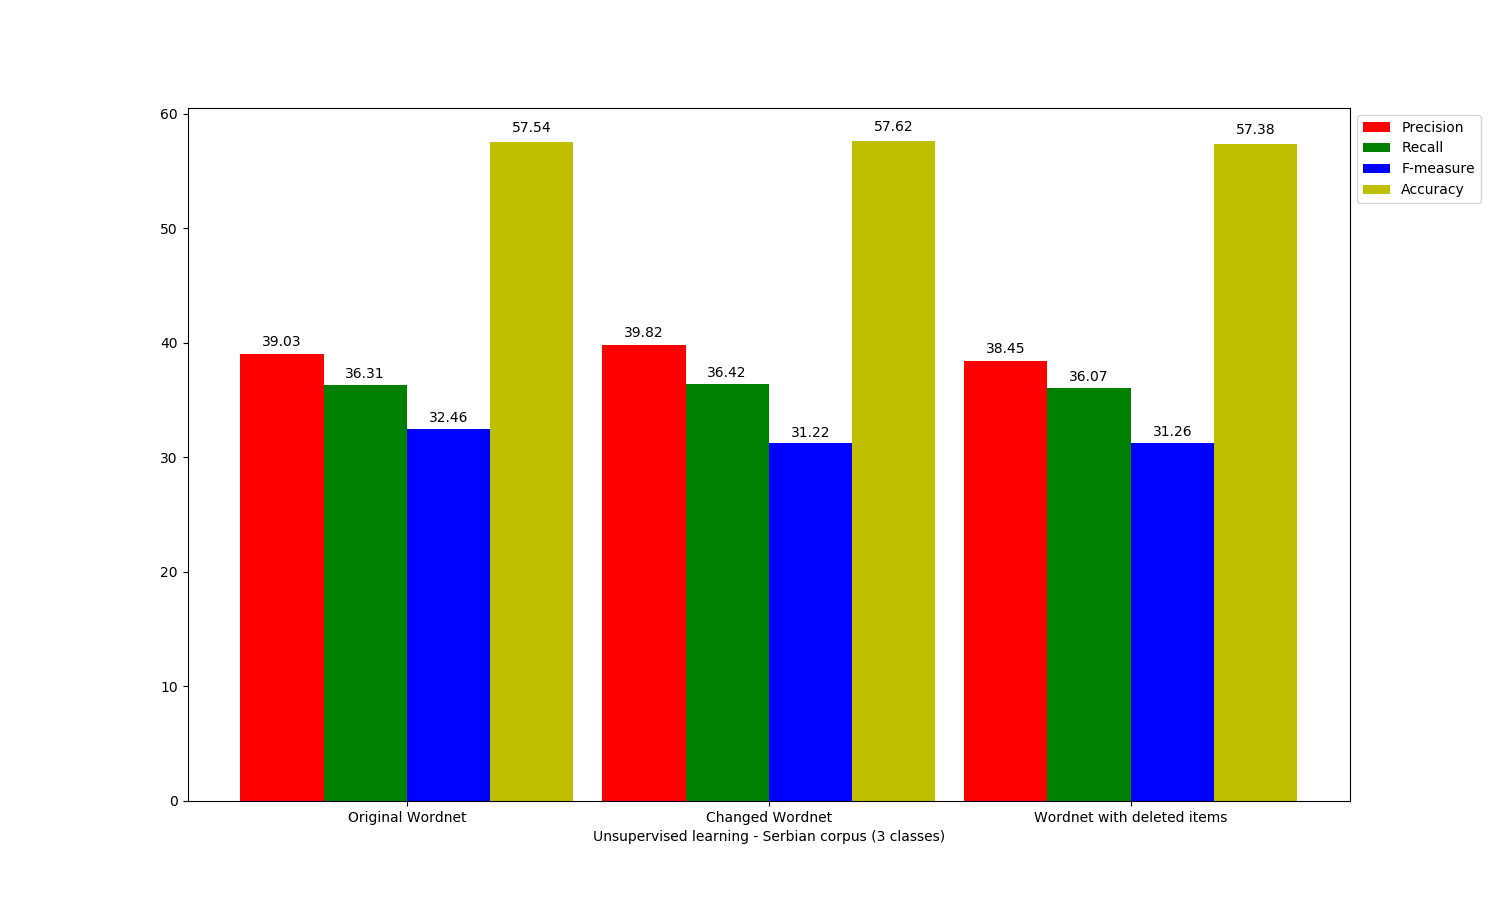 60
50
40
30
20
10
0
39.03
36.31
32.46
57.54
39.82
36.42
31.22
57.62
38.45
36.07
31.26
57.38
Precision
Recall
F-measure
Accuracy
Original Wordnet
Changed Wordnet
Wordnet with deleted items
Unsupervised learning - Serbian corpus (3 classes)